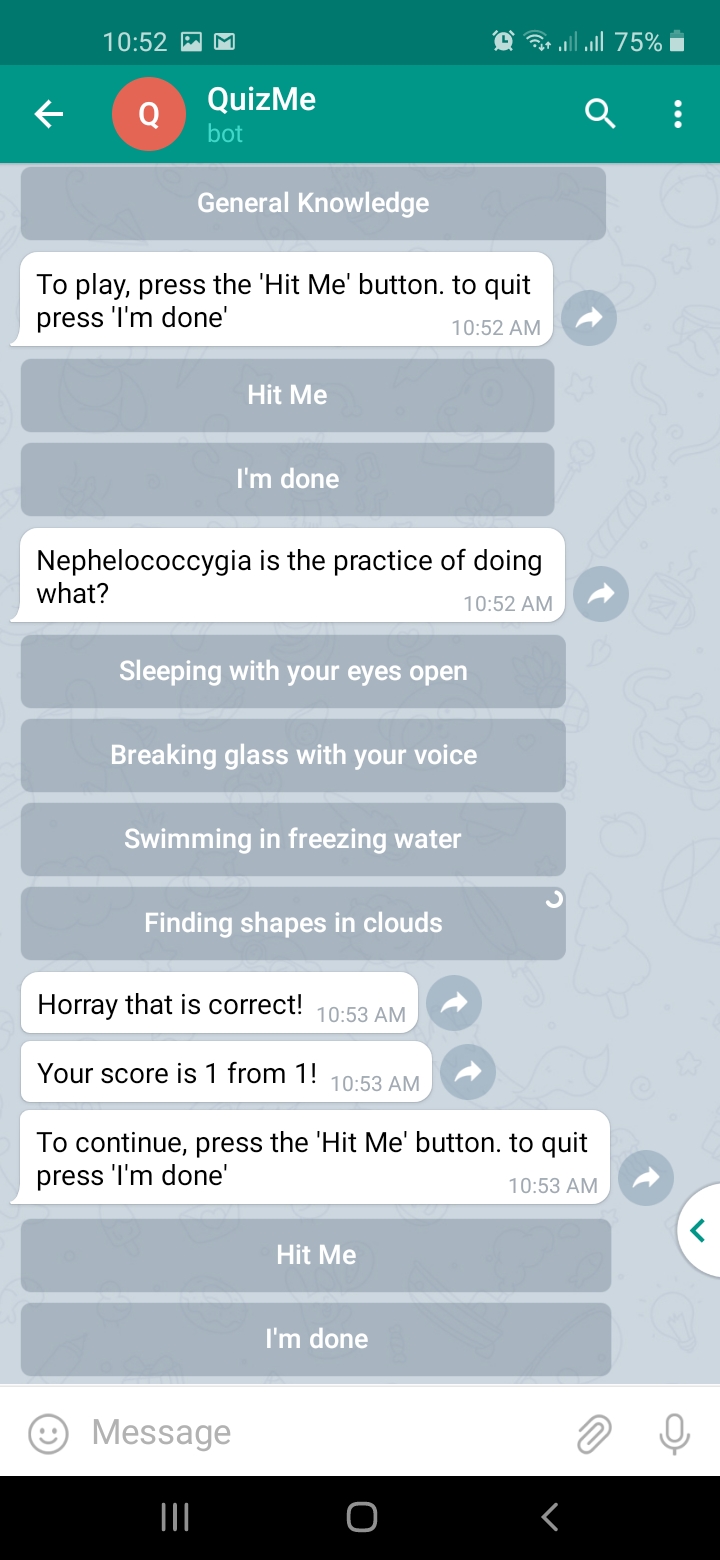 10:52
75%
Q
QuizMe
bot
General Knowledge
To play, press the 'Hit Me' button. to quit
press 'I'm done'
10:52 AM
Hit Me
I'm done
Nephelococcygia is the practice of doing
what?
10:52 AM
Sleeping with your eyes open
Breaking glass with your voice
Swimming in freezing water
Finding shapes in clouds
Horray that is correct! 10:53 AM
Your score is 1 from 1! 10:53 AM
To continue, press the 'Hit Me' button. to quit
press 'I'm done'
10:53 AM
Hit Me
I'm done
Message